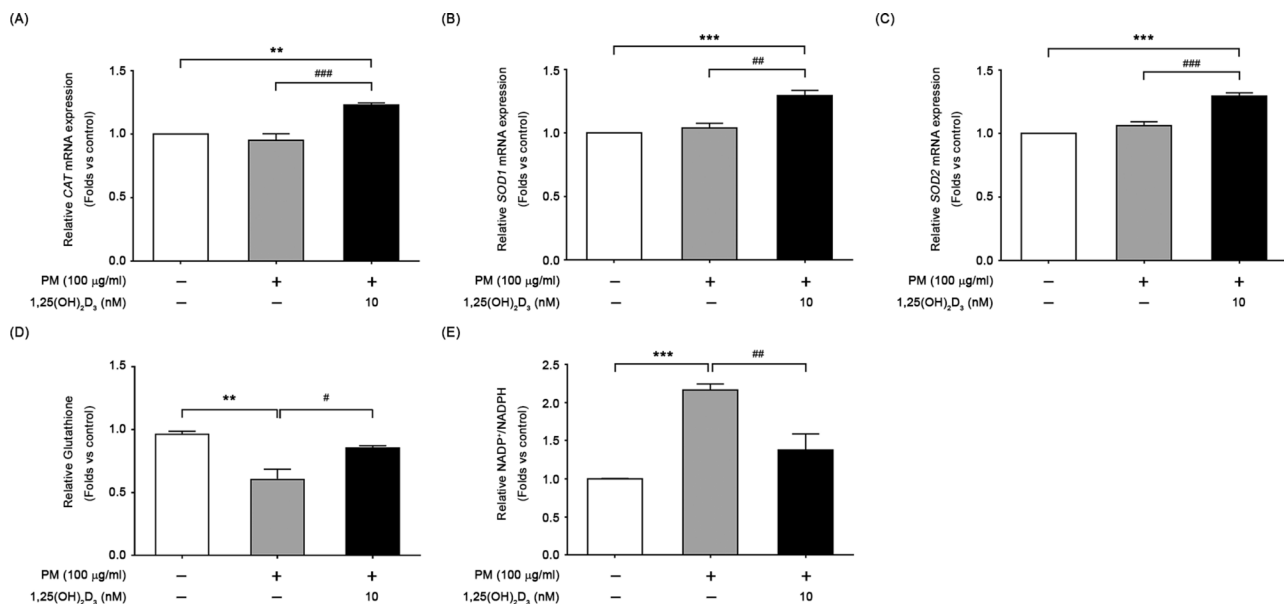 (A)
Relative CAT mRNA expression
(Folds vs control)
1.5
1.0
0.5
0.0
**
###
PM (100 μg/ml) – + +
1,25(OH)₂D₃ (nM) – – 10
(B)
Relative SOD1 mRNA expression
(Folds vs control)
1.5
1.0
0.5
0.0
***
##
PM (100 μg/ml) – + +
1,25(OH)₂D₃ (nM) – – 10
(C)
Relative SOD2 mRNA expression
(Folds vs control)
1.5
1.0
0.5
0.0
***
###
PM (100 μg/ml) – + +
1,25(OH)₂D₃ (nM) – – 10
(D)
Relative Glutathione
(Folds vs control)
1.5
1.0
0.5
0.0
**
#
PM (100 μg/ml) – + +
1,25(OH)₂D₃ (nM) – – 10
(E)
Relative NADP⁺/NADPH
(Folds vs control)
2.5
2.0
1.5
1.0
0.5
0.0
***
##
PM (100 μg/ml) – + +
1,25(OH)₂D₃ (nM) – – 10